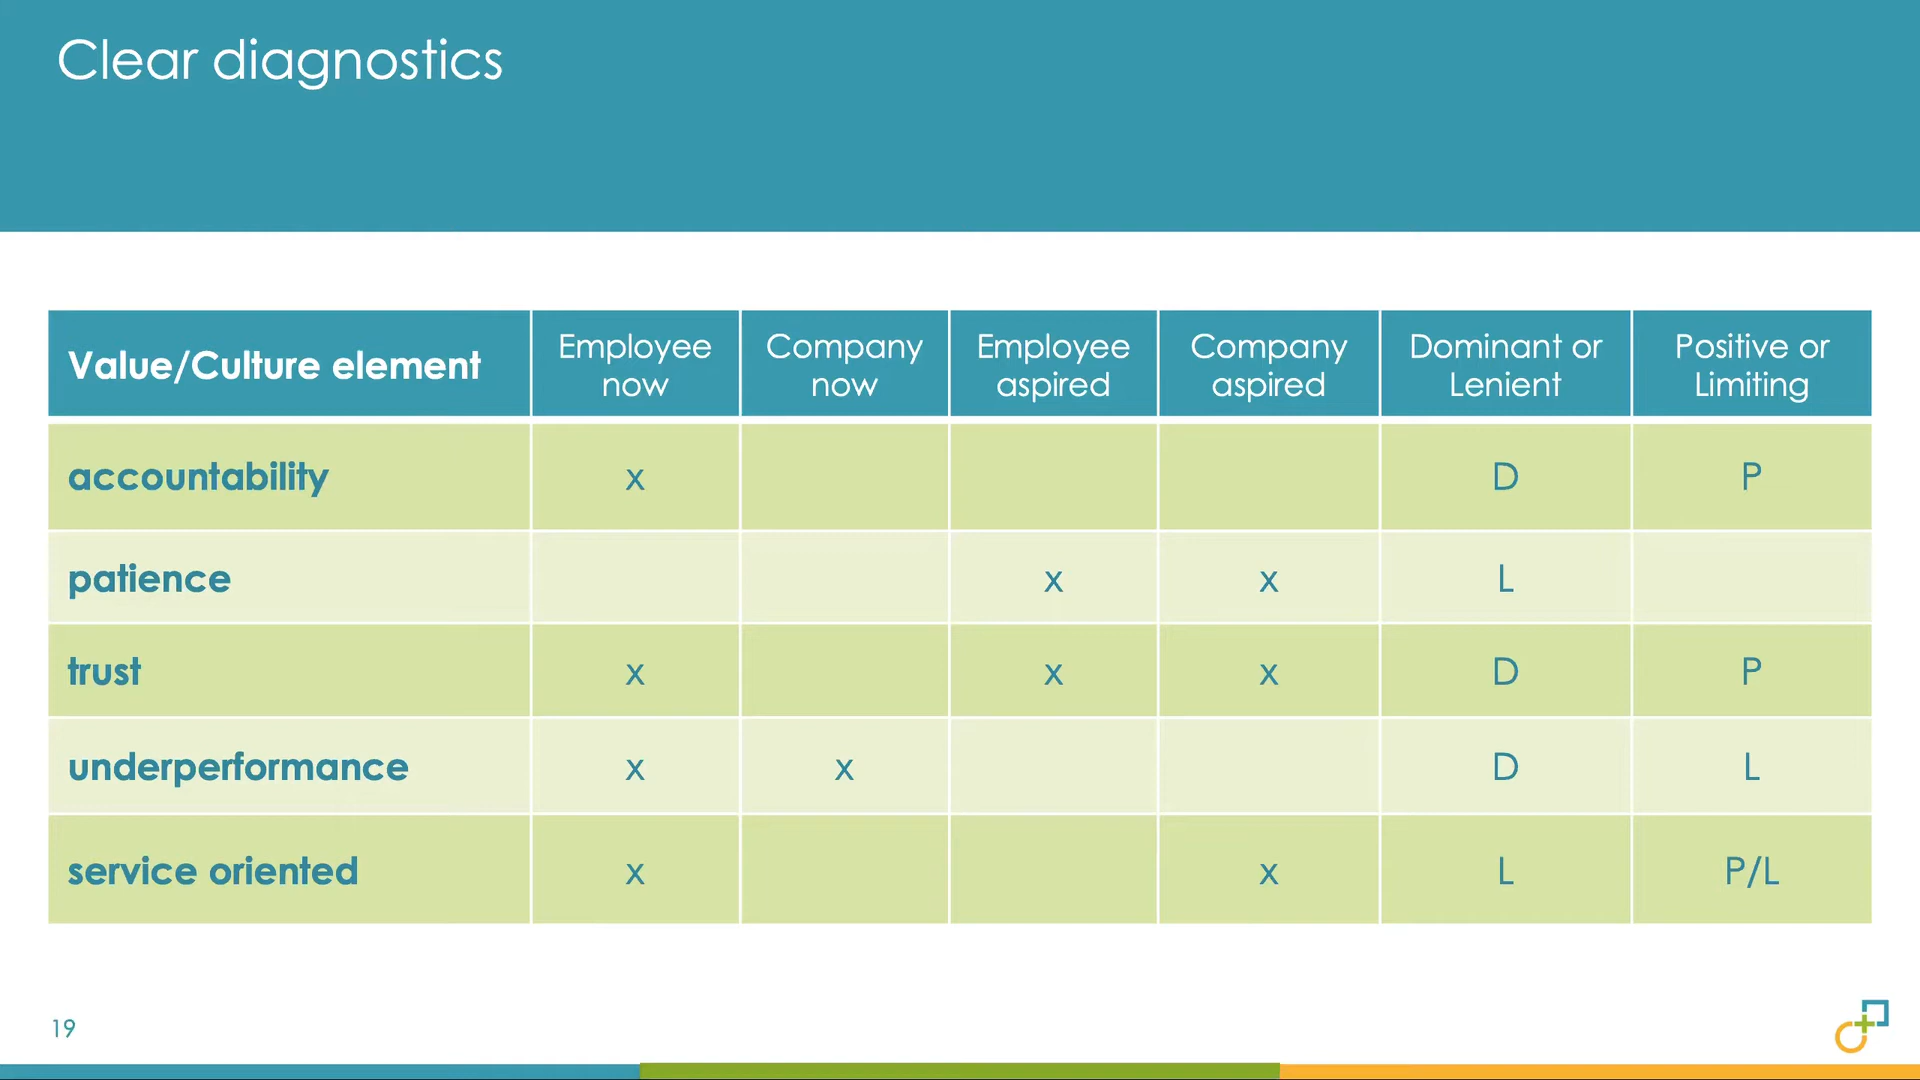 Clear diagnostics
Value/Culture element
Employee now
Company now
Employee aspired
Company aspired
Dominant or Lenient
Positive or Limiting
accountability x D P
patience x x L
trust x x x D P
underperformance x x D L
service oriented x x L P/L
19